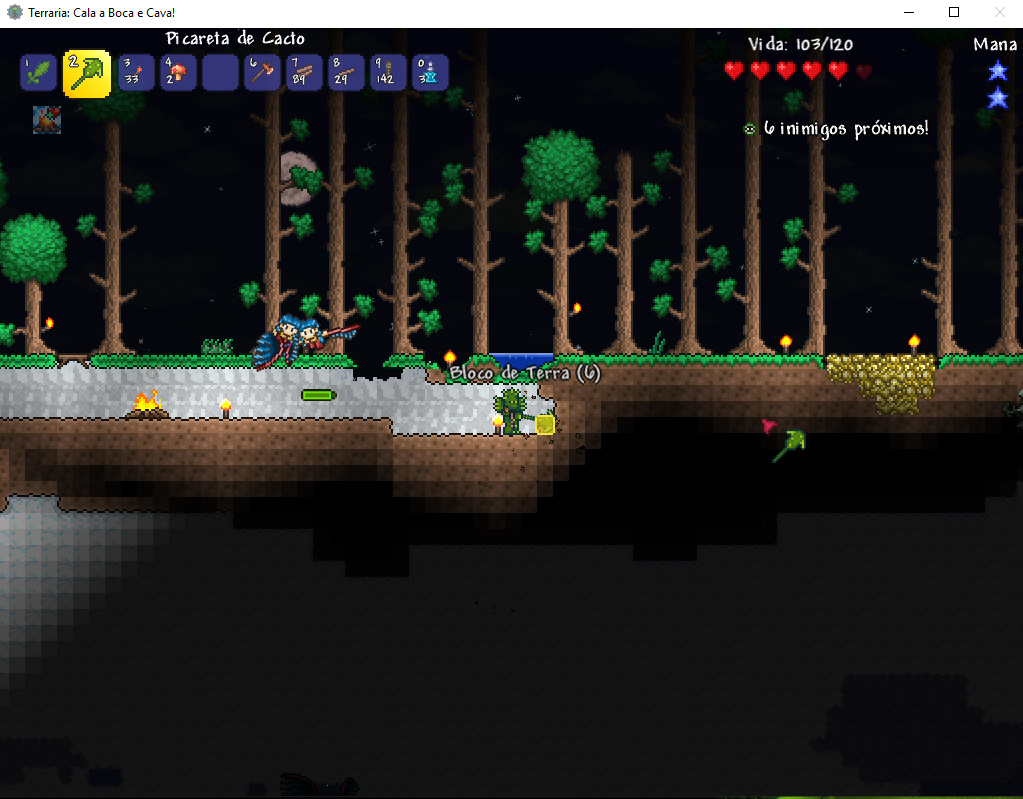 Terraria: Cala a Boca e Cava!
Picareta de Cacto
Vida: 103/120
Mana
1 2 3 4 6 7 8 9 0
33 2 89 29 142 3
6 inimigos próximos!
Bloco de Terra (6)